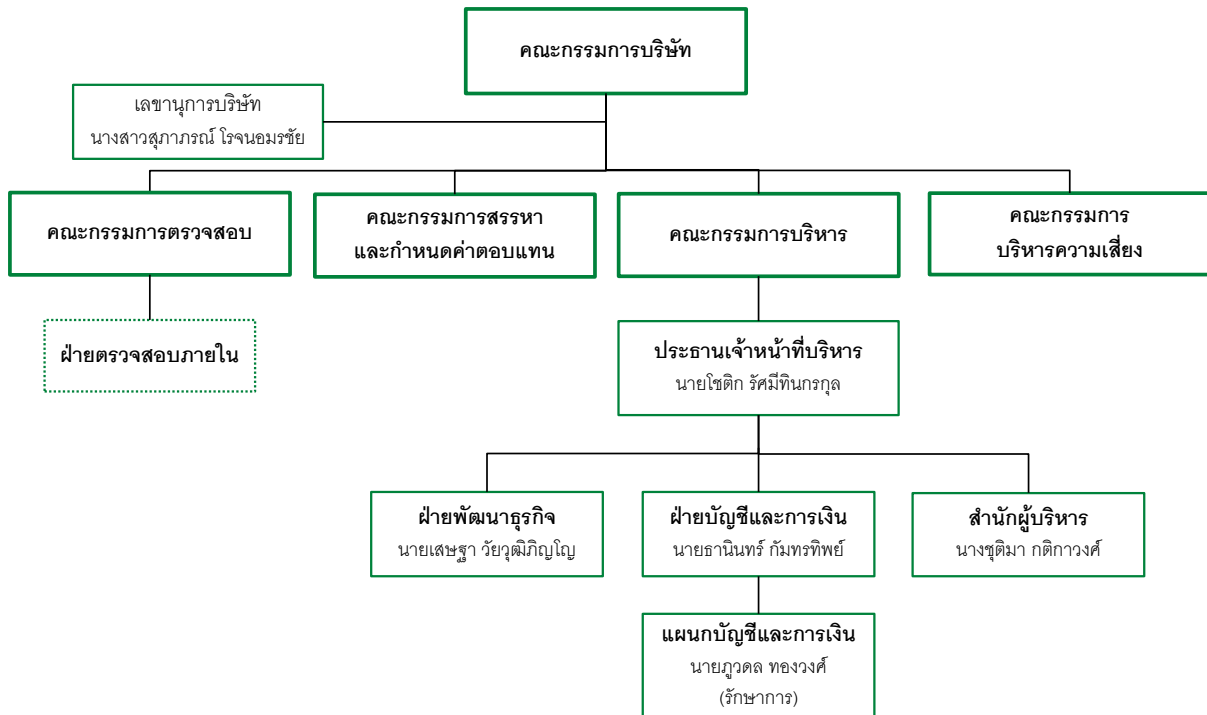 คณะกรรมการบริษัท
เลขานุการบริษัท
นางสาวสุภาภรณ์ โรจนอมรชัย
คณะกรรมการตรวจสอบ
คณะกรรมการสรรหา
และกำหนดค่าตอบแทน
คณะกรรมการบริหาร
คณะกรรมการ
บริหารความเสี่ยง
ฝ่ายตรวจสอบภายใน
ประธานเจ้าหน้าที่บริหาร
นายโชติก รัศมีทินกรกุล
ฝ่ายพัฒนาธุรกิจ
นายเสษฐา วัยวุฒิภิญโญ
ฝ่ายบัญชีและการเงิน
นายธานินทร์ กัมทรทิพย์
สำนักผู้บริหาร
นางชุติมา กติกาวงศ์
แผนกบัญชีและการเงิน
นายภูวดล ทองวงศ์
(รักษาการ)